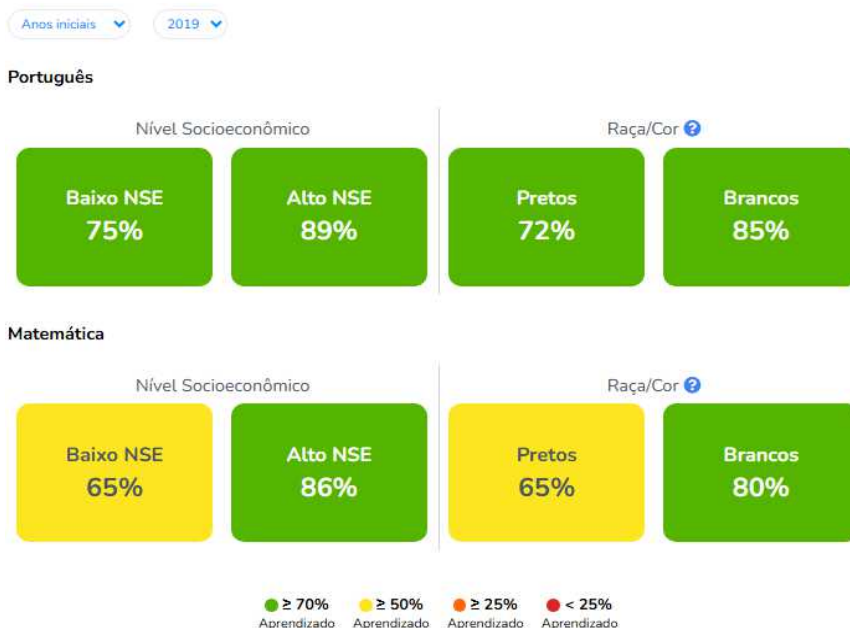 Anos iniciais 2019
Português
Nível Socioeconômico Raça/Cor ?
Baixo NSE Alto NSE Pretos Brancos
75% 89% 72% 85%
Matemática
Nível Socioeconômico Raça/Cor ?
Baixo NSE Alto NSE Pretos Brancos
65% 86% 65% 80%
≥ 70% ≥ 50% ≥ 25% < 25%
Aprendizado Aprendizado Aprendizado Aprendizado